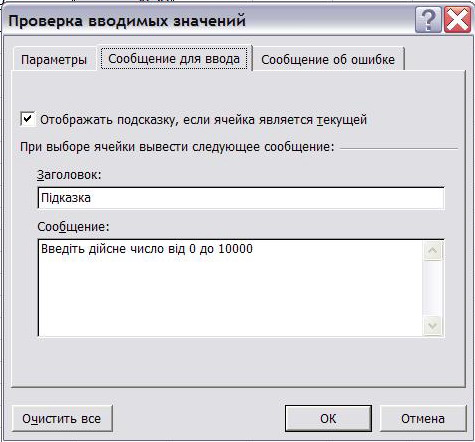 Проверка вводимых значений
Параметры
Сообщение для ввода
Сообщение об ошибке
Отображать подсказку, если ячейка является текущей
При выборе ячейки вывести следующее сообщение:
Заголовок:
Підказка
Сообщение:
Введіть дійсне число від 0 до 10000
Очистить все
ОК
Отмена